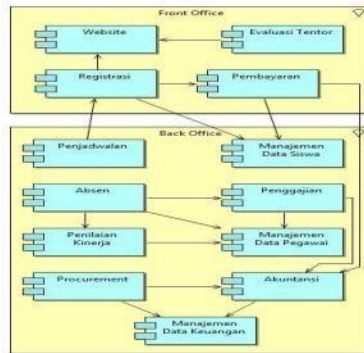 Front Office
Website
Evaluasi Tentor
Registrasi
Pembayaran
Back Office
Penjadwalan
Manajemen
Data Siswa
Absen
Penggajian
Penilaian
Kinerja
Manajemen
Data Pegawai
Procurement
Akuntansi
Manajemen
Data Keuangan